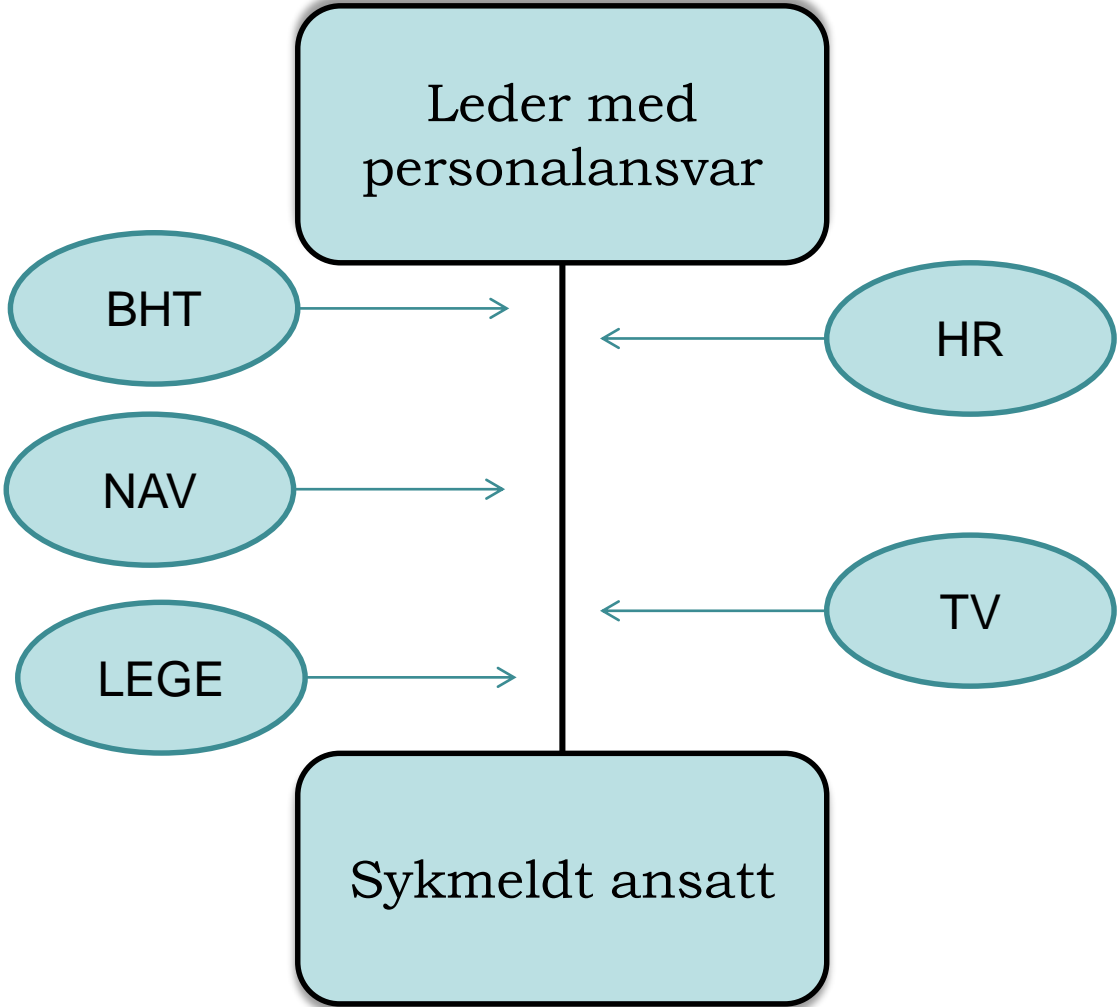 Leder med
personalansvar
BHT
HR
NAV
TV
LEGE
Sykmeldt ansatt